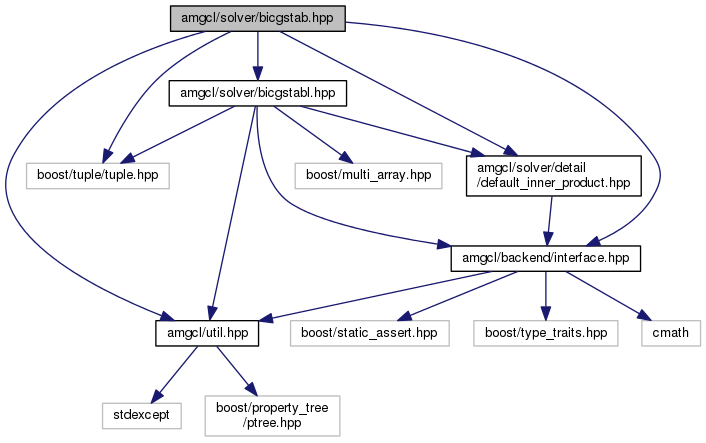 amgcl/solver/bicgstab.hpp
amgcl/solver/bicgstabl.hpp
boost/tuple/tuple.hpp
boost/multi_array.hpp
amgcl/solver/detail
/default_inner_product.hpp
amgcl/backend/interface.hpp
amgcl/util.hpp
boost/static_assert.hpp
boost/type_traits.hpp
cmath
stdexcept
boost/property_tree
/ptree.hpp